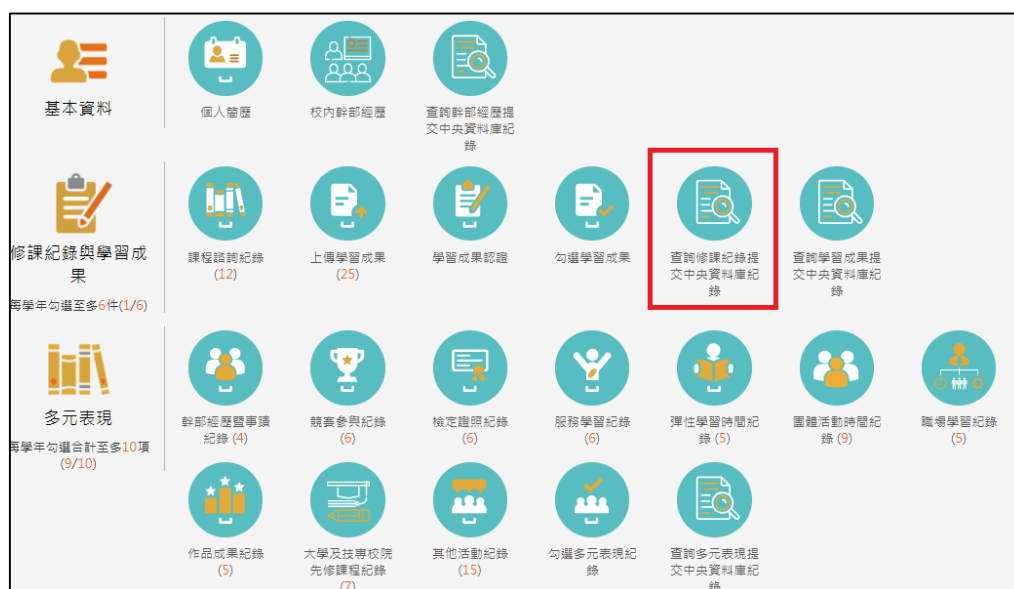 基本資料
個人簡歷
校內幹部經歷
查詢幹部經歷提
交中央資料庫紀
錄
修課紀錄與學習成
果
每學年勾選至多6件(1/6)
課程諮詢紀錄
(12)
上傳學習成果
(25)
學習成果認證
勾選學習成果
查詢修課紀錄提
交中央資料庫紀
錄
查詢學習成果提
交中央資料庫紀
錄
多元表現
每學年勾選合計至多10項
(9/10)
幹部經歷暨事蹟
紀錄 (4)
競賽參與紀錄
(6)
檢定證照紀錄
(6)
服務學習紀錄
(6)
彈性學習時間紀
錄 (5)
團體活動時間紀
錄 (9)
職場學習紀錄
(5)
作品成果紀錄
(5)
大學及技專校院
先修課程紀錄
(7)
其他活動紀錄
(15)
勾選多元表現紀
錄
查詢多元表現提
交中央資料庫紀
錄